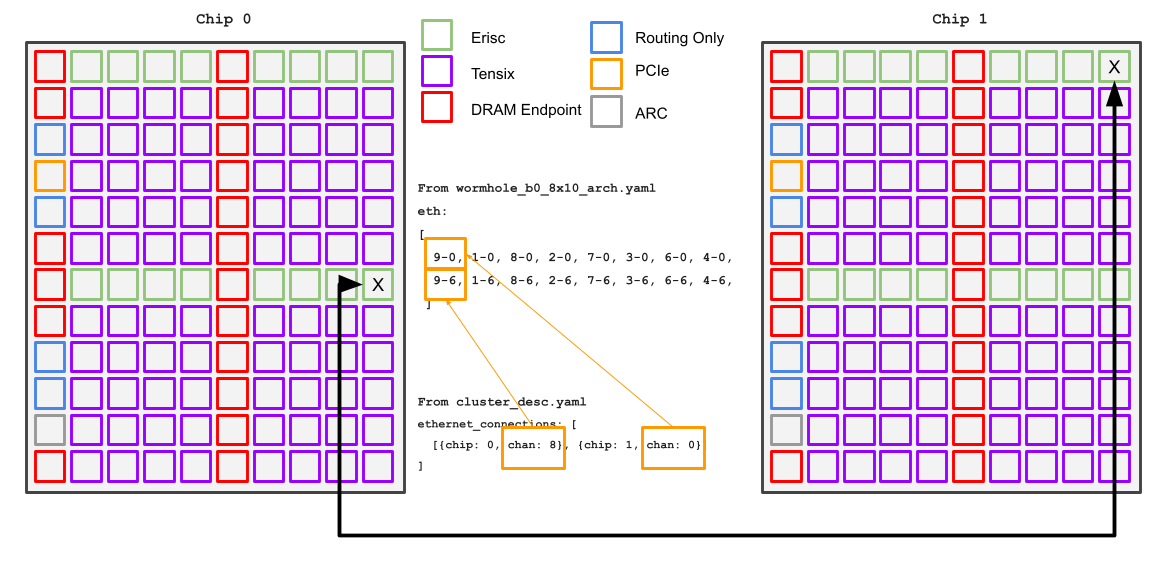 Chip 0
Chip 1
Erisc
Routing Only
Tensix
PCIe
DRAM Endpoint
ARC
X
From wormhole_b0_8x10_arch.yaml
eth:
[
9-0, 1-0, 8-0, 2-0, 7-0, 3-0, 6-0, 4-0,
9-6, 1-6, 8-6, 2-6, 7-6, 3-6, 6-6, 4-6,
]
X
From cluster_desc.yaml
ethernet_connections: [
[{chip: 0, chan: 8}, {chip: 1, chan: 0}
]